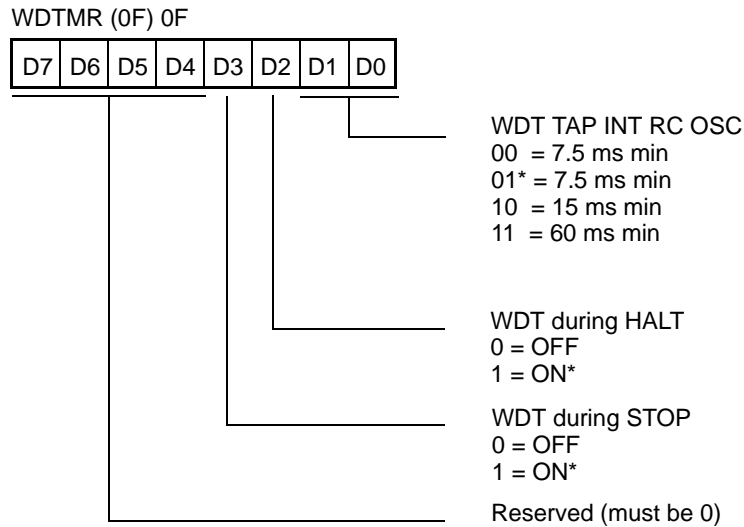 WDTMR (0F) 0F
D7 D6 D5 D4 D3 D2 D1 D0
WDT TAP INT RC OSC
00 = 7.5 ms min
01* = 7.5 ms min
10 = 15 ms min
11 = 60 ms min
WDT during HALT
0 = OFF
1 = ON*
WDT during STOP
0 = OFF
1 = ON*
Reserved (must be 0)